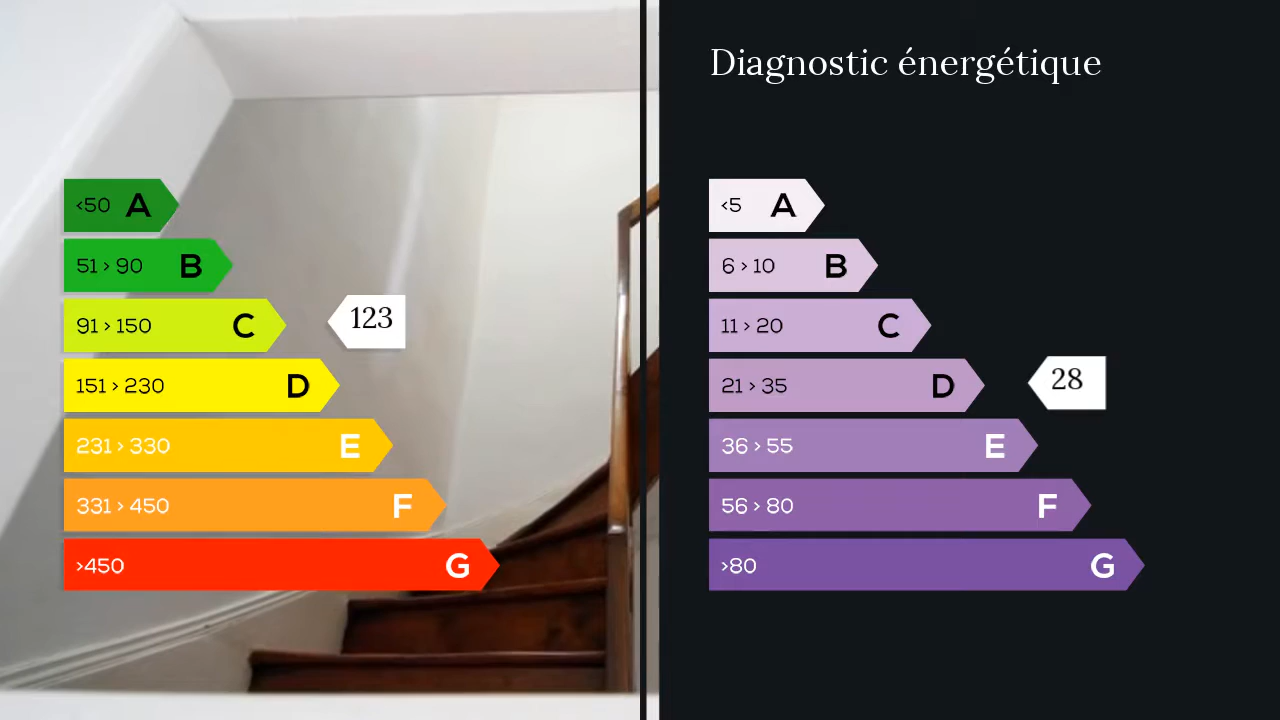 Diagnostic énergétique
<50 A
51 > 90 B
91 > 150 C
123
151 > 230 D
231 > 330 E
331 > 450 F
>450 G
<5 A
6 > 10 B
11 > 20 C
21 > 35 D
28
36 > 55 E
56 > 80 F
>80 G